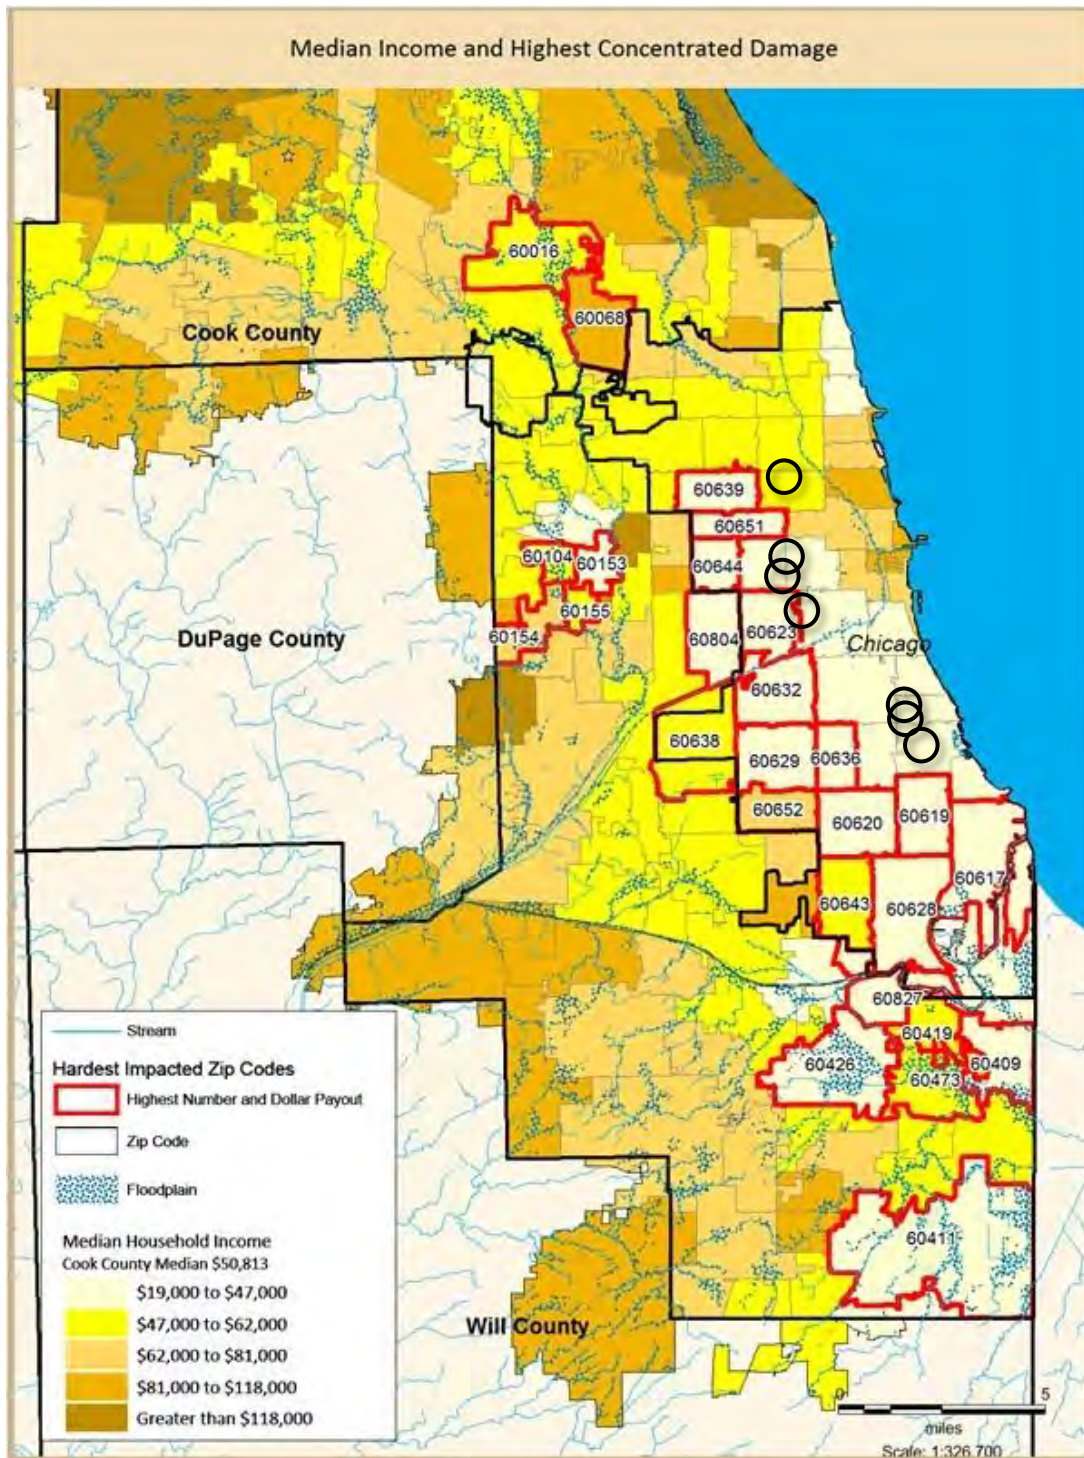 Median Income and Highest Concentrated Damage
60016
60068
Cook County
60639
60651
60104
60153
60644
60155
60154
60804
60623
DuPage County
Chicago
60632
60638
60629
60636
60652
60620
60619
60617
60643
60628
60827
60419
60426
60409
60473
60411
Will County
Stream
Hardest Impacted Zip Codes
Highest Number and Dollar Payout
Zip Code
Floodplain
Median Household Income
Cook County Median $50,813
$19,000 to $47,000
$47,000 to $62,000
$62,000 to $81,000
$81,000 to $118,000
Greater than $118,000
0 5
miles
Scale: 1:326,700